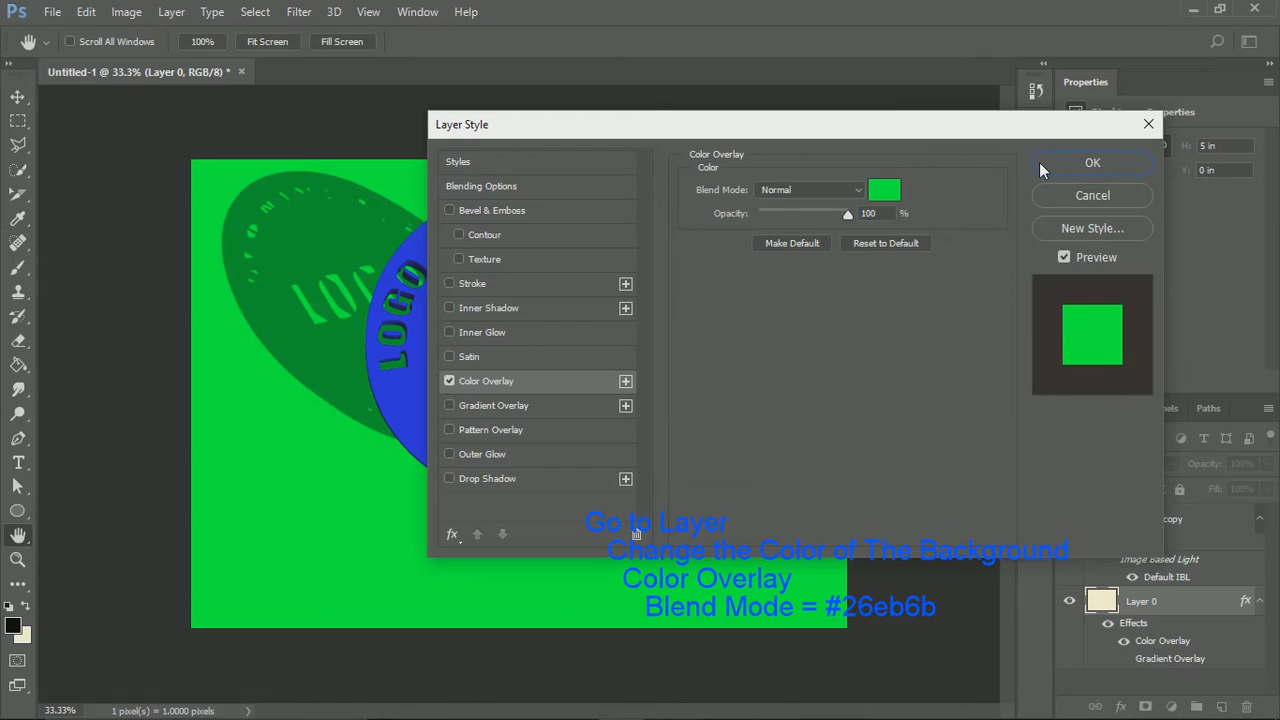 Ps File Edit Image Layer Type Select Filter 3D View Window Help
Scroll All Windows 100% Fit Screen Fill Screen
Untitled-1 @ 33.3% (Layer 0, RGB/8) *
Properties
Properties
H: 5 in
0 in
Layer Style
Styles
Blending Options
Bevel & Emboss
Contour
Texture
Stroke
Inner Shadow
Inner Glow
Satin
Color Overlay
Gradient Overlay
Pattern Overlay
Outer Glow
Drop Shadow
fx
Color Overlay
Color
Blend Mode: Normal
Opacity: 100 %
Make Default Reset to Default
OK
Cancel
New Style...
Preview
LOGO
Paths
Opacity: 100%
Fill: 100%
copy
Image Based Light
Default IBL
Layer 0 fx
Effects
Color Overlay
Gradient Overlay
fx
Go to Layer
Change the Color of The Background
Color Overlay
Blend Mode = #26eb6b
33.33% 1 pixel(s) = 1.0000 pixels